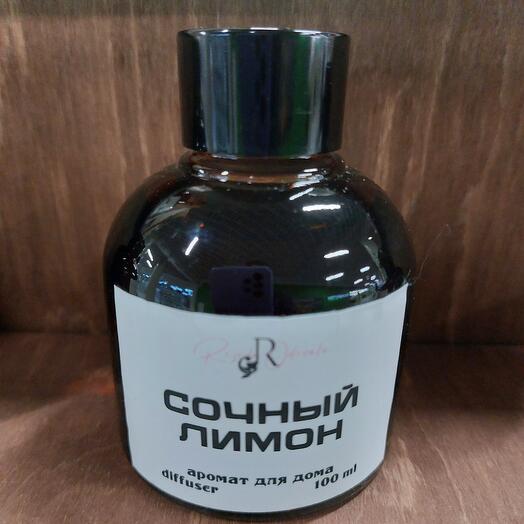 R
СОЧНЫЙ
ЛИМОН
аромат для дома
diffuser 100 ml